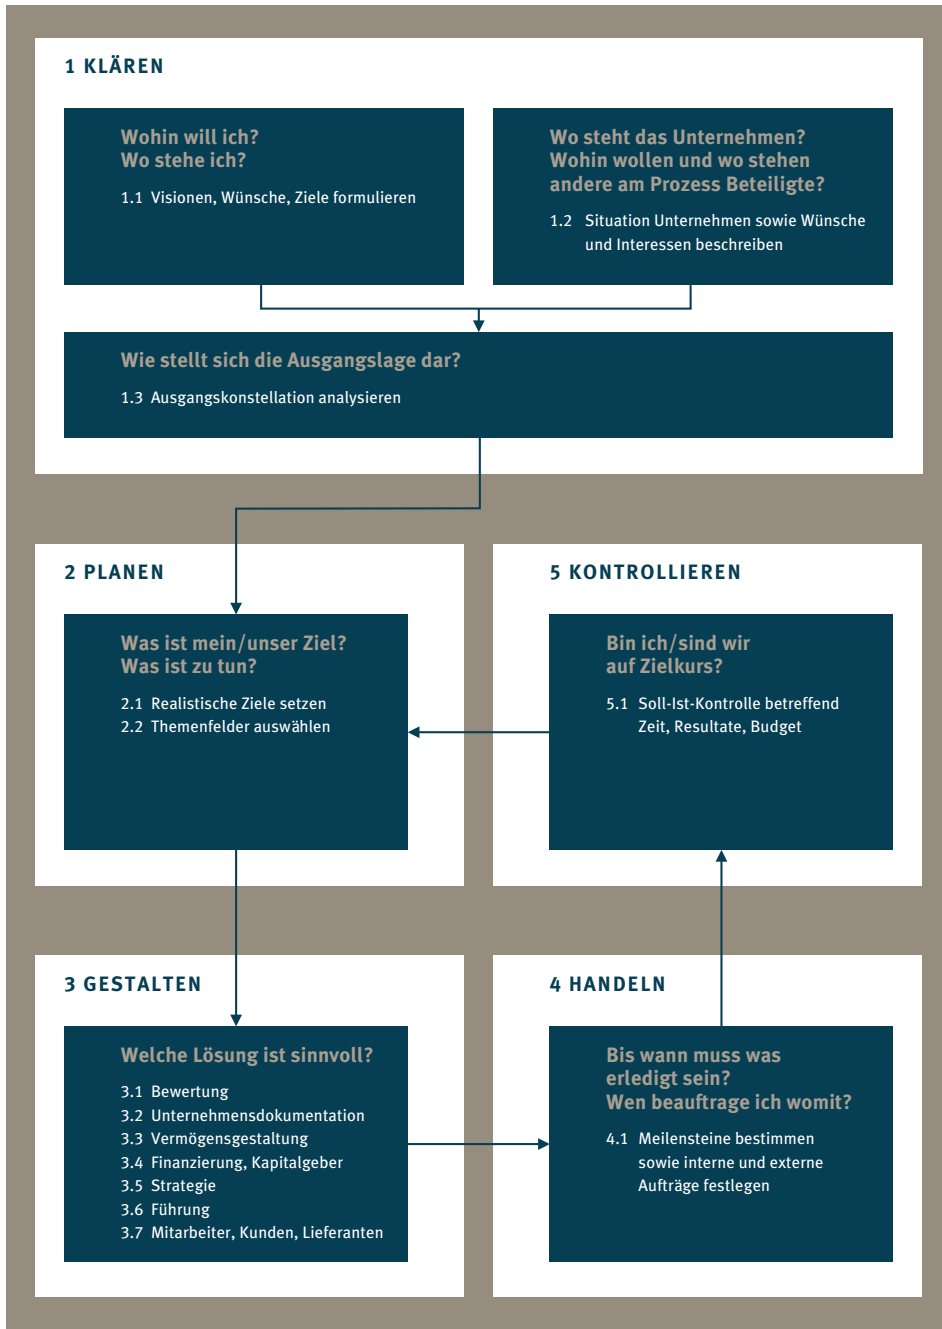 1 KLÄREN
Wohin will ich?
Wo stehe ich?
1.1 Visionen, Wünsche, Ziele formulieren
Wo steht das Unternehmen?
Wohin wollen und wo stehen
andere am Prozess Beteiligte?
1.2 Situation Unternehmen sowie Wünsche
und Interessen beschreiben
Wie stellt sich die Ausgangslage dar?
1.3 Ausgangskonstellation analysieren
2 PLANEN
Was ist mein/unser Ziel?
Was ist zu tun?
2.1 Realistische Ziele setzen
2.2 Themenfelder auswählen
5 KONTROLLIEREN
Bin ich/sind wir
auf Zielkurs?
5.1 Soll-Ist-Kontrolle betreffend
Zeit, Resultate, Budget
3 GESTALTEN
Welche Lösung ist sinnvoll?
3.1 Bewertung
3.2 Unternehmensdokumentation
3.3 Vermögensgestaltung
3.4 Finanzierung, Kapitalgeber
3.5 Strategie
3.6 Führung
3.7 Mitarbeiter, Kunden, Lieferanten
4 HANDELN
Bis wann muss was
erledigt sein?
Wen beauftrage ich womit?
4.1 Meilensteine bestimmen
sowie interne und externe
Aufträge festlegen